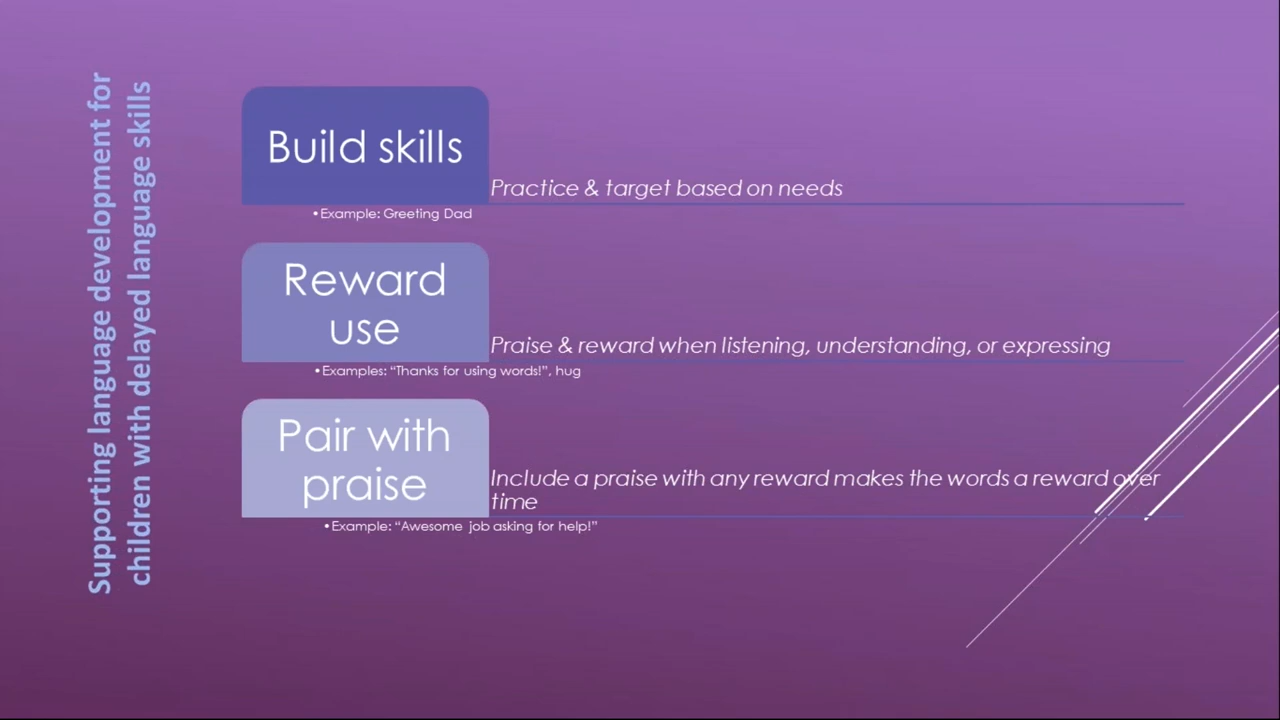 Supporting language development for
children with delayed language skills
Build skills
Practice & target based on needs
•Example: Greeting Dad
Reward
use
Praise & reward when listening, understanding, or expressing
•Examples: “Thanks for using words!”, hug
Pair with
praise
Include a praise with any reward makes the words a reward over
time
•Example: “Awesome job asking for help!”